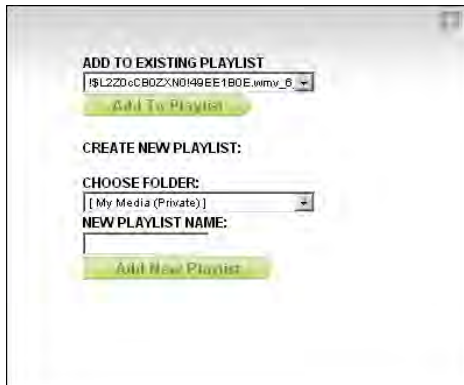 ADD TO EXISTING PLAYLIST
!$L2Z0cCB0ZXN0!49EE1B0E.wmv_6
Add To Playlist
CREATE NEW PLAYLIST:
CHOOSE FOLDER:
[ My Media (Private) ]
NEW PLAYLIST NAME:
Add New Playlist